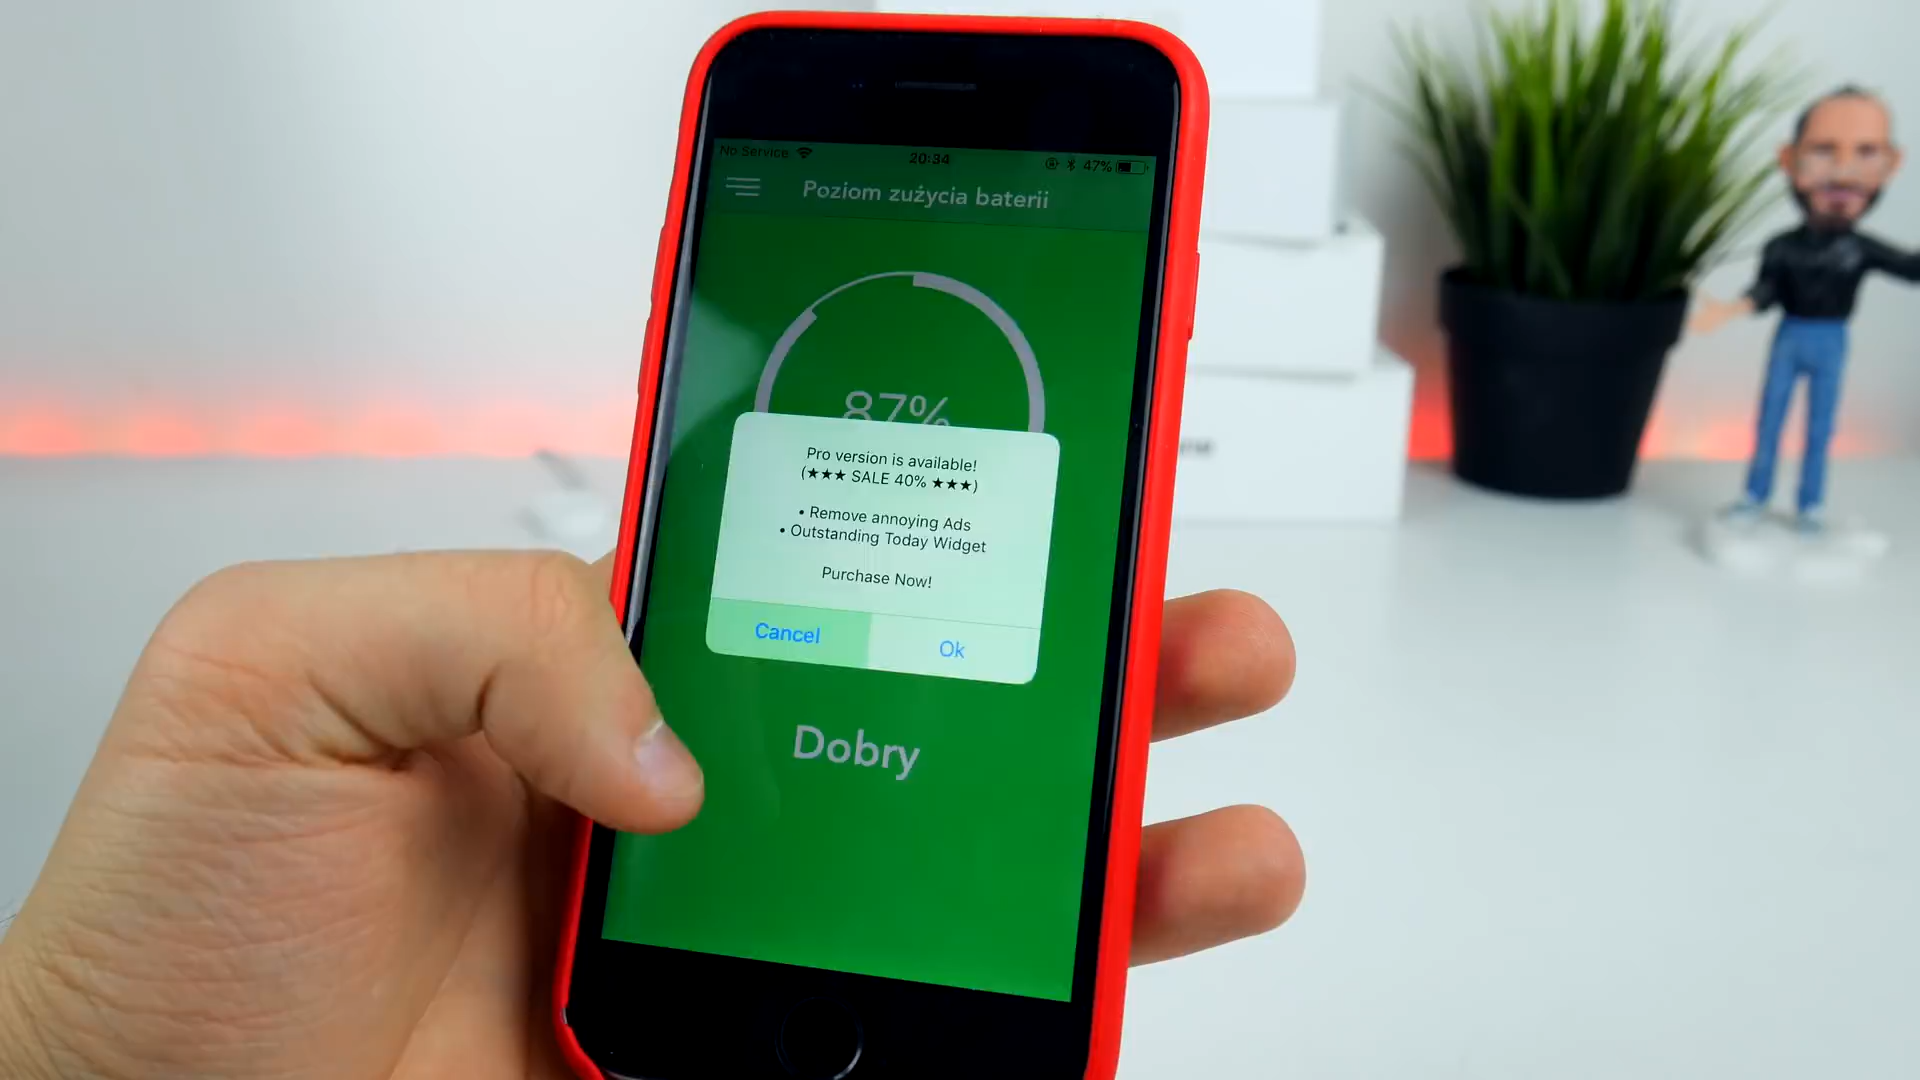 No Service 20:34 47%
Poziom zużycia baterii
87%
Pro version is available!
(★★★ SALE 40% ★★★)
• Remove annoying Ads
• Outstanding Today Widget
Purchase Now!
Cancel Ok
Dobry